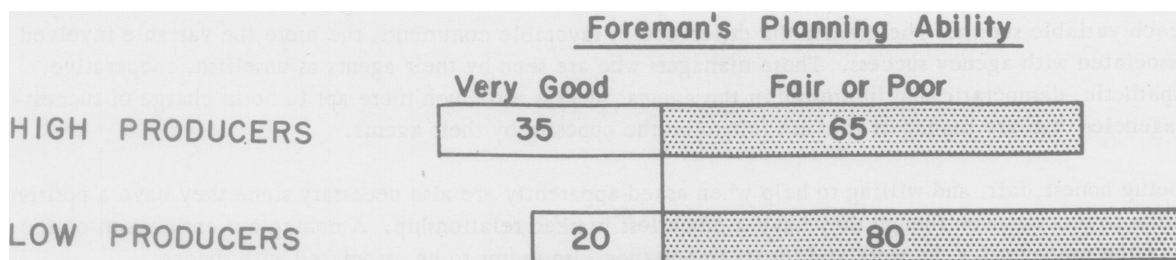 Foreman's Planning Ability
Very Good Fair or Poor
HIGH PRODUCERS 35 65
LOW PRODUCERS 20 80